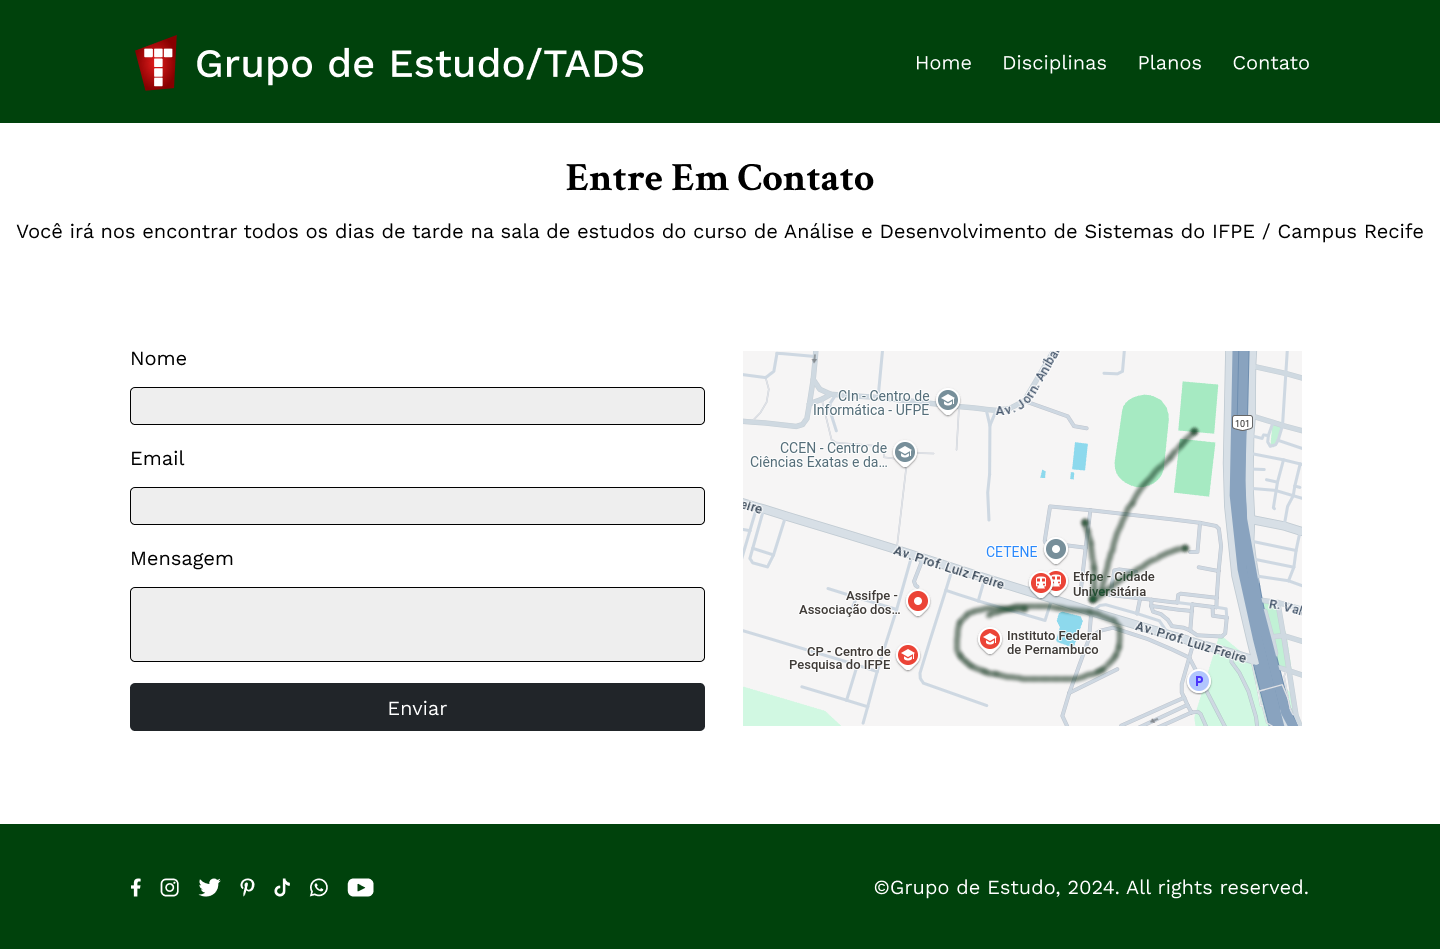 Grupo de Estudo/TADS
Home Disciplinas Planos Contato
Entre Em Contato
Você irá nos encontrar todos os dias de tarde na sala de estudos do curso de Análise e Desenvolvimento de Sistemas do IFPE / Campus Recife
Nome
Email
Mensagem
Enviar
CIn - Centro de
Informática - UFPE
Av. Jorn. Aníba
101
CCEN - Centro de
Ciências Exatas e da...
eire
CETENE
Av. Prof. Luiz Freire
Etfpe - Cidade
Universitária
Assifpe -
Associação dos...
R. Val
Instituto Federal
de Pernambuco
Av. Prof. Luiz Freire
CP - Centro de
Pesquisa do IFPE
P
©Grupo de Estudo, 2024. All rights reserved.